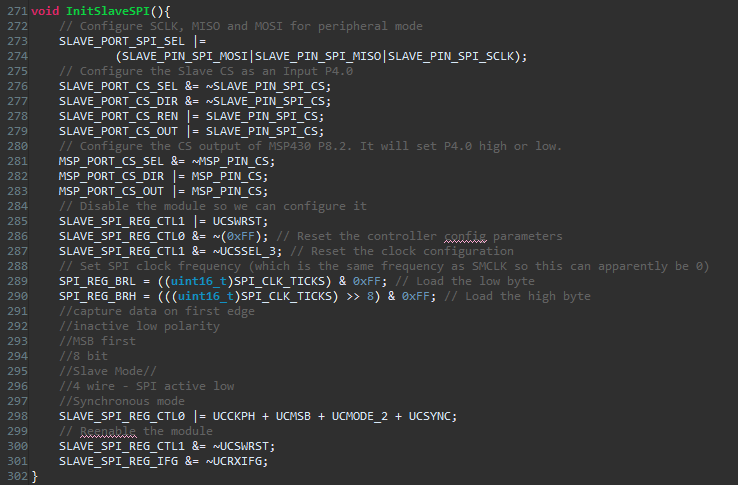 271 void InitSlaveSPI(){
272 // Configure SCLK, MISO and MOSI for peripheral mode
273 SLAVE_PORT_SPI_SEL |=
274 (SLAVE_PIN_SPI_MOSI|SLAVE_PIN_SPI_MISO|SLAVE_PIN_SPI_SCLK);
275 // Configure the Slave CS as an Input P4.0
276 SLAVE_PORT_CS_SEL &= ~SLAVE_PIN_SPI_CS;
277 SLAVE_PORT_CS_DIR &= ~SLAVE_PIN_SPI_CS;
278 SLAVE_PORT_CS_REN |= SLAVE_PIN_SPI_CS;
279 SLAVE_PORT_CS_OUT |= SLAVE_PIN_SPI_CS;
280 // Configure the CS output of MSP430 P8.2. It will set P4.0 high or low.
281 MSP_PORT_CS_SEL &= ~MSP_PIN_CS;
282 MSP_PORT_CS_DIR |= MSP_PIN_CS;
283 MSP_PORT_CS_OUT |= MSP_PIN_CS;
284 // Disable the module so we can configure it
285 SLAVE_SPI_REG_CTL1 |= UCSWRST;
286 SLAVE_SPI_REG_CTL0 &= ~(0xFF); // Reset the controller config parameters
287 SLAVE_SPI_REG_CTL1 &= ~UCSSEL_3; // Reset the clock configuration
288 // Set SPI clock frequency (which is the same frequency as SMCLK so this can apparently be 0)
289 SPI_REG_BRL = ((uint16_t)SPI_CLK_TICKS) & 0xFF; // Load the low byte
290 SPI_REG_BRH = (((uint16_t)SPI_CLK_TICKS) >> 8) & 0xFF; // Load the high byte
291 //capture data on first edge
292 //inactive low polarity
293 //MSB first
294 //8 bit
295 //Slave Mode//
296 //4 wire - SPI active low
297 //Synchronous mode
298 SLAVE_SPI_REG_CTL0 |= UCCKPH + UCMSB + UCMODE_2 + UCSYNC;
299 // Reenable the module
300 SLAVE_SPI_REG_CTL1 &= ~UCSWRST;
301 SLAVE_SPI_REG_IFG &= ~UCRXIFG;
302 }